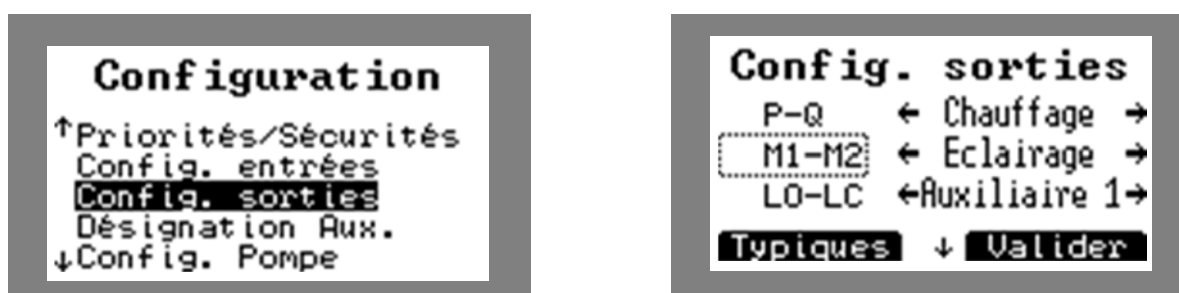 Configuration
↑Priorités/Sécurités
Config. entrées
Config. sorties
Désignation Aux.
↓Config. Pompe
Config. sorties
P-Q ← Chauffage →
M1-M2 ← Eclairage →
LO-LC ←Auxiliaire 1→
Typiques ↓ Valider